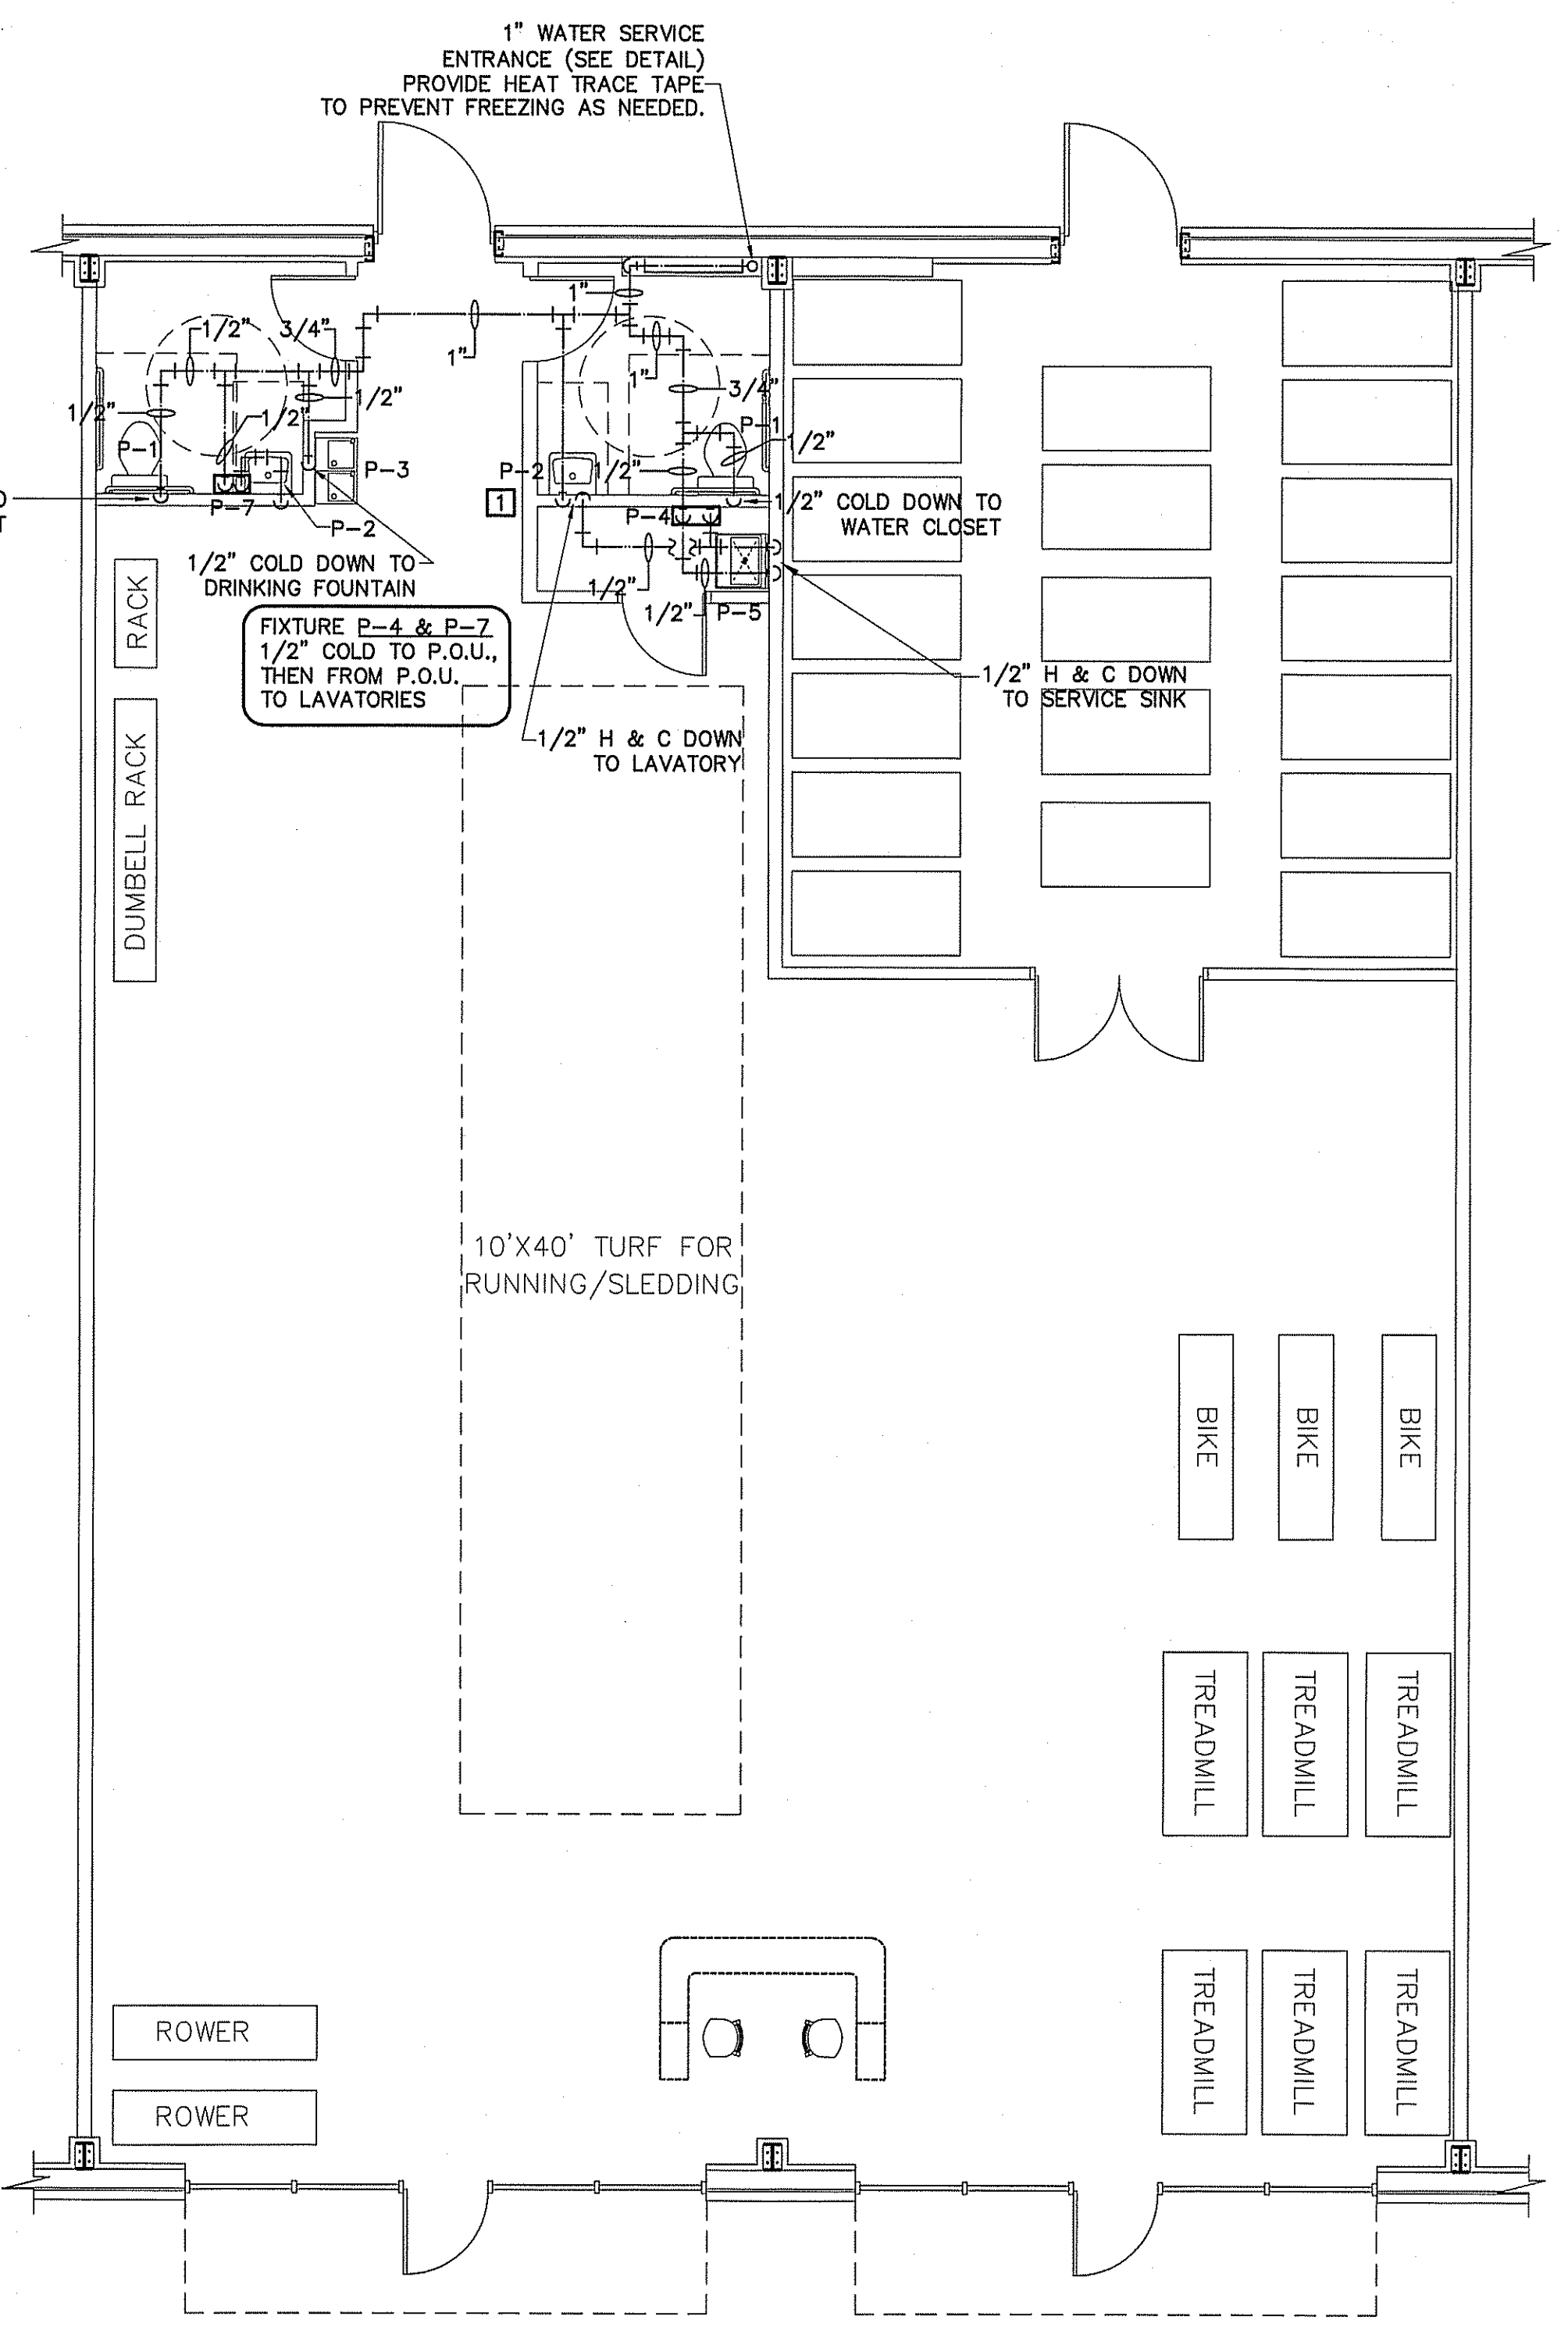 1" WATER SERVICE
ENTRANCE (SEE DETAIL)
PROVIDE HEAT TRACE TAPE
TO PREVENT FREEZING AS NEEDED.
1"
1/2"
3/4"
1"
1"
3/4"
1/2"
1/2"
1/2"
P-1
P-1
1/2"
P-3
P-2
1/2"
P-7
P-2
1
P-4
1/2" COLD DOWN TO
WATER CLOSET
1/2" COLD DOWN TO
DRINKING FOUNTAIN
1/2"
1/2"
P-5
RACK
FIXTURE P-4 & P-7
1/2" COLD TO P.O.U.,
THEN FROM P.O.U.
TO LAVATORIES
1/2" H & C DOWN
TO SERVICE SINK
1/2" H & C DOWN
TO LAVATORY
DUMBELL RACK
10'X40' TURF FOR
RUNNING/SLEDDING
BIKE
BIKE
BIKE
TREADMILL
TREADMILL
TREADMILL
TREADMILL
TREADMILL
TREADMILL
ROWER
ROWER